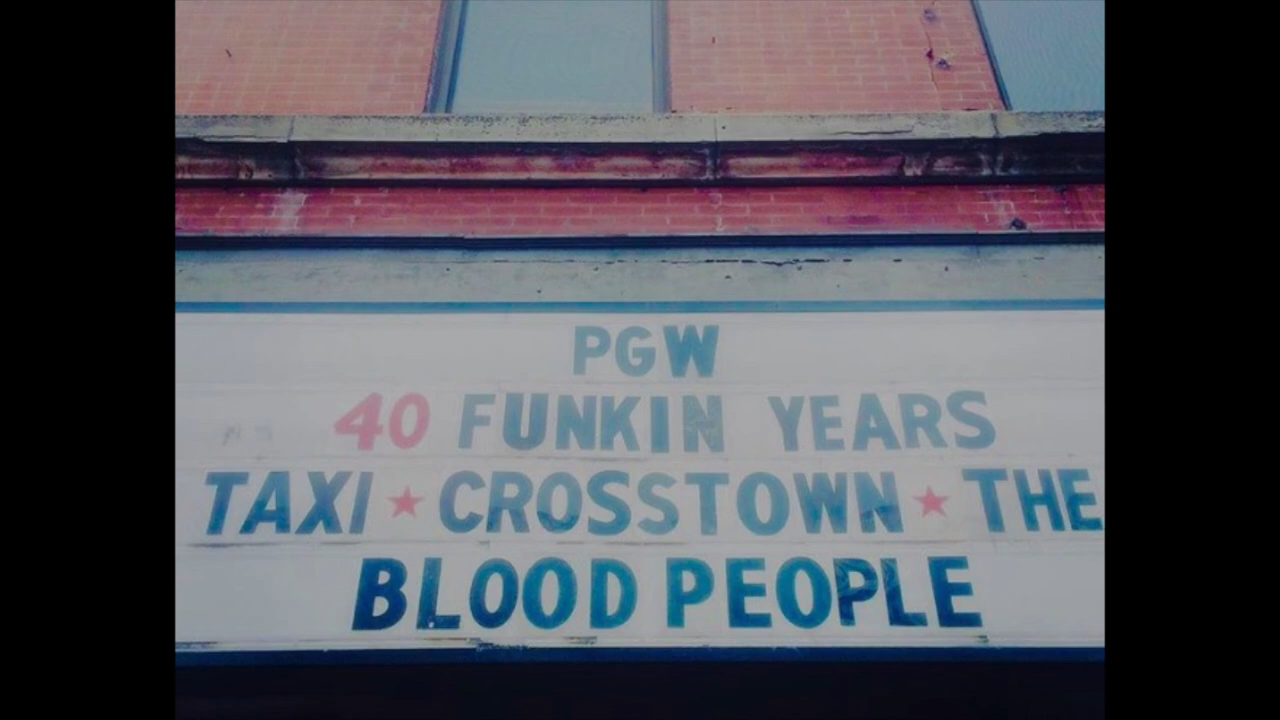 PGW
40 FUNKIN YEARS
TAXI ★ CROSSTOWN ★ THE
BLOOD PEOPLE